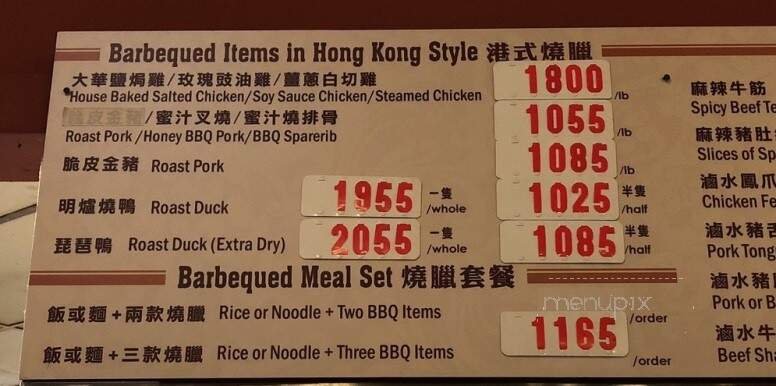 Barbequed Items in Hong Kong Style 港式燒臘
大華鹽焗雞/玫瑰豉油雞/薑蔥白切雞
House Baked Salted Chicken/Soy Sauce Chicken/Steamed Chicken 1800 /lb
脆皮金豬/蜜汁叉燒/蜜汁燒排骨
Roast Pork/Honey BBQ Pork/BBQ Sparerib 1055 /lb
脆皮金豬 Roast Pork 1085 /lb
明爐燒鴨 Roast Duck 1955 一隻/whole 1025 半隻/half
琵琶鴨 Roast Duck (Extra Dry) 2055 一隻/whole 1085 半隻/half
Barbequed Meal Set 燒臘套餐
飯或麵+兩款燒臘 Rice or Noodle + Two BBQ Items 1165 /order
飯或麵+三款燒臘 Rice or Noodle + Three BBQ Items /order
麻辣牛筋
Spicy Beef Te
麻辣豬肚
Slices of Sp
滷水鳳爪
Chicken Fe
滷水豬舌
Pork Tong
滷水豬
Pork or B
滷水牛
Beef Sha
menupix